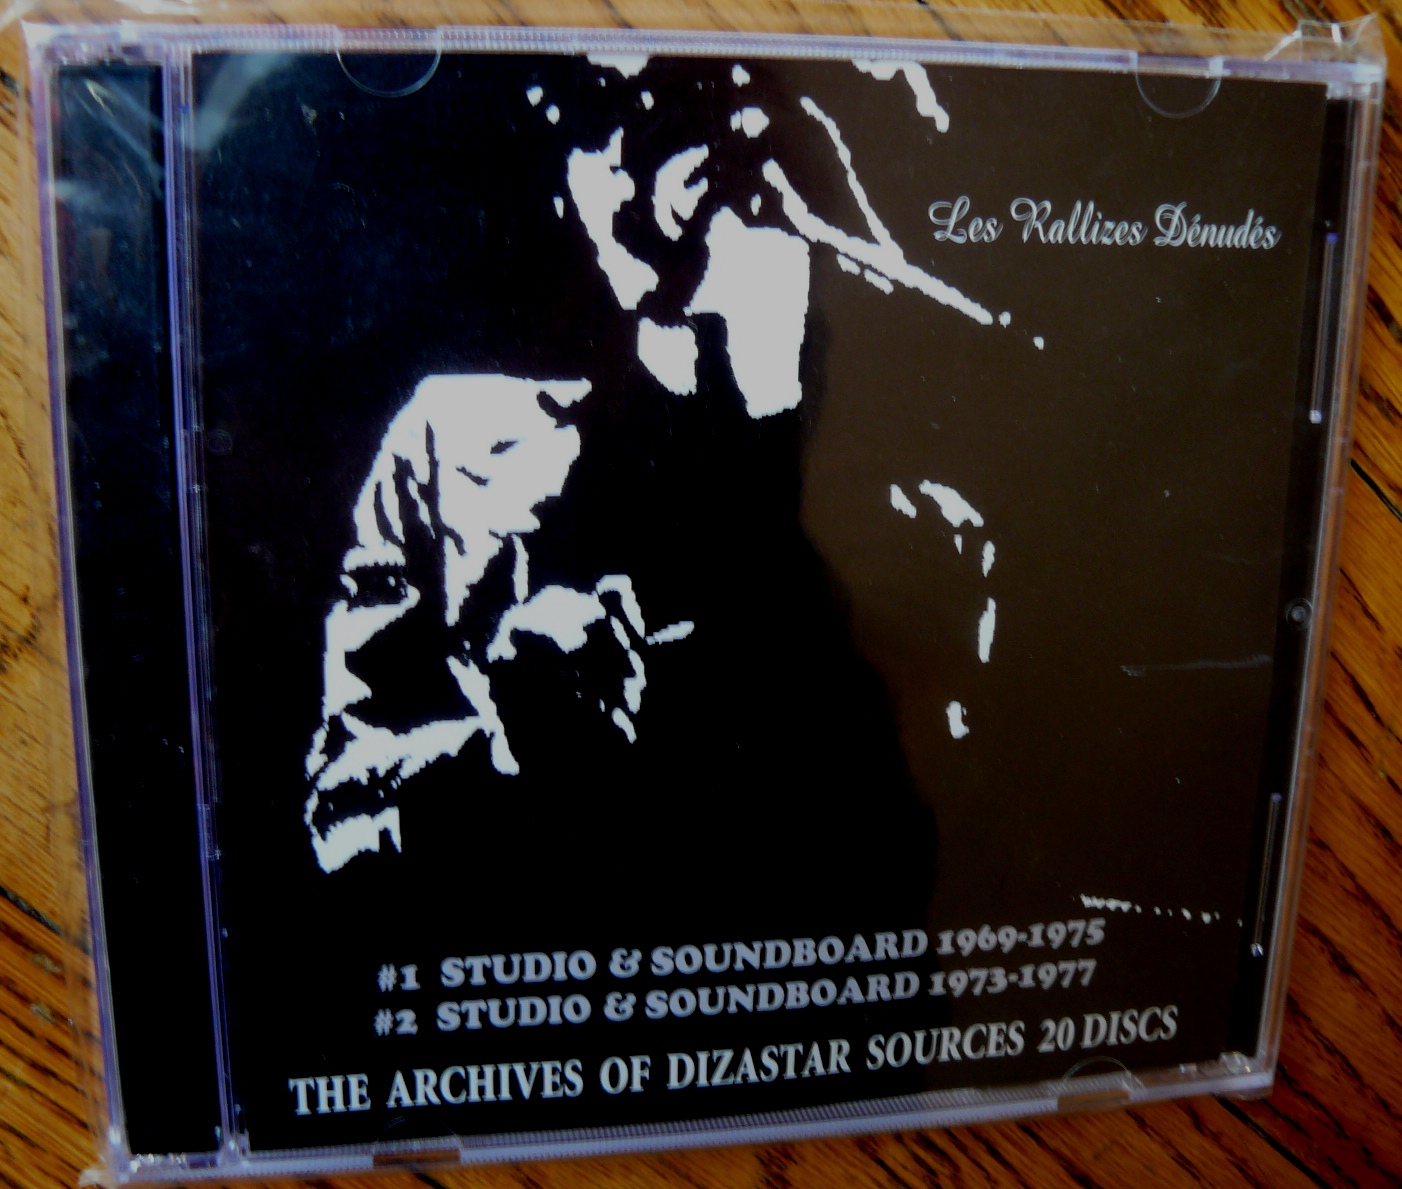 Les Rallizes Dénudés
#1 STUDIO & SOUNDBOARD 1969-1975
#2 STUDIO & SOUNDBOARD 1973-1977
THE ARCHIVES OF DIZASTAR SOURCES 20 DISCS